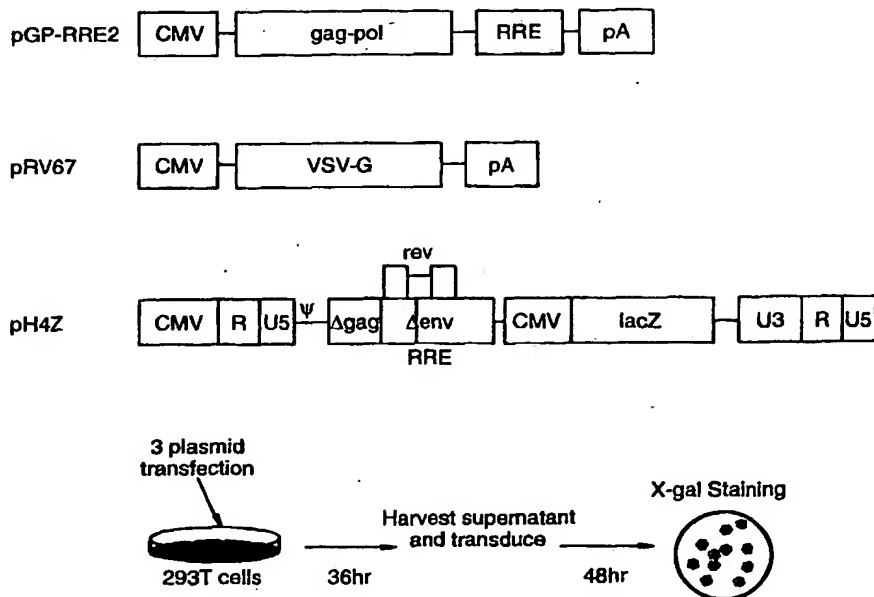 pGP-RRE2 CMV gag-pol RRE pA
pRV67 CMV VSV-G pA
rev
pH4Z CMV R U5 ψ Δgag Δenv CMV lacZ U3 R U5
RRE
3 plasmid
transfection
X-gal Staining
Harvest supernatant
and transduce
293T cells 36hr 48hr